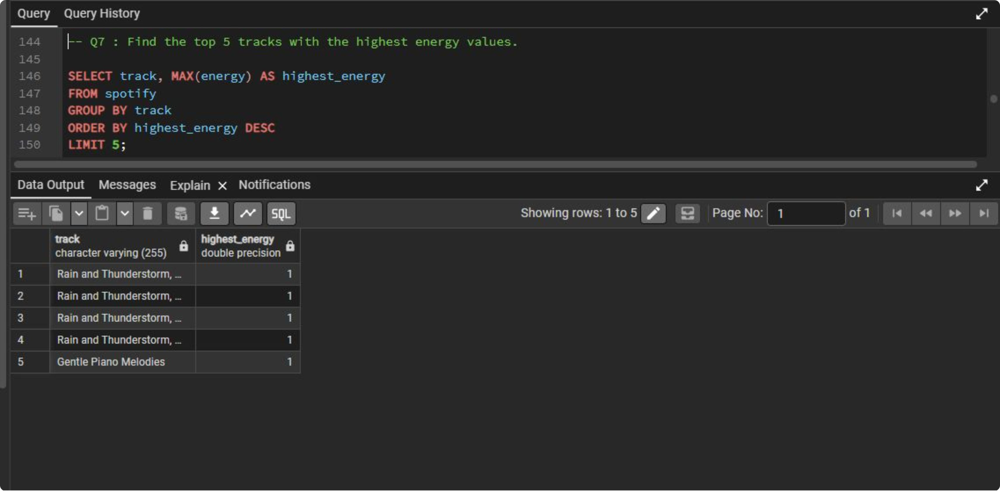 Query Query History
144 -- Q7 : Find the top 5 tracks with the highest energy values.
145
146 SELECT track, MAX(energy) AS highest_energy
147 FROM spotify
148 GROUP BY track
149 ORDER BY highest_energy DESC
150 LIMIT 5;
Data Output Messages Explain Notifications
SQL Showing rows: 1 to 5 Page No: 1 of 1
track highest_energy
character varying (255) double precision
1 Rain and Thunderstorm, ... 1
2 Rain and Thunderstorm, ... 1
3 Rain and Thunderstorm, ... 1
4 Rain and Thunderstorm, ... 1
5 Gentle Piano Melodies 1